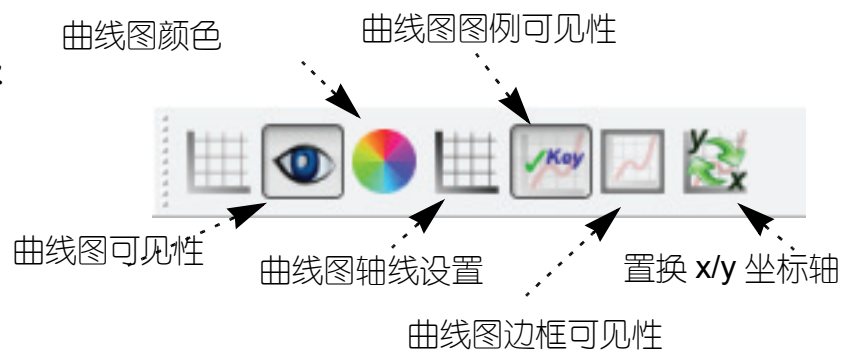 曲线图颜色
曲线图图例可见性
Key
y
x
曲线图可见性
曲线图轴线设置
置换 x/y 坐标轴
曲线图边框可见性